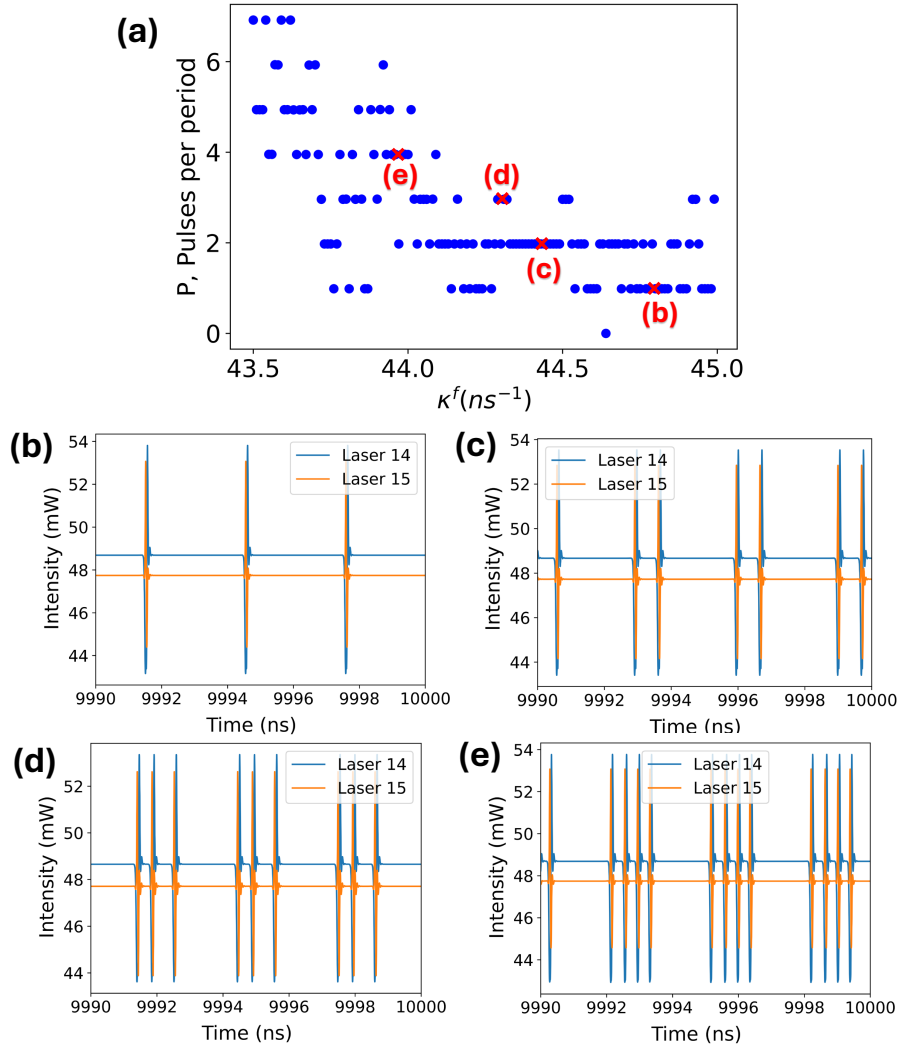 (a)
P, Pulses per period
6
4
2
0
(e)
(d)
(c)
(b)
43.5 44.0 44.5 45.0
κ^f(ns⁻¹)
(b)
Intensity (mW)
54
52
50
48
46
44
Laser 14
Laser 15
9990 9992 9994 9996 9998 10000
Time (ns)
(c)
Intensity (mW)
54
52
50
48
46
44
Laser 14
Laser 15
9990 9992 9994 9996 9998 10000
Time (ns)
(d)
Intensity (mW)
52
50
48
46
44
Laser 14
Laser 15
9990 9992 9994 9996 9998 10000
Time (ns)
(e)
Intensity (mW)
54
52
50
48
46
44
Laser 14
Laser 15
9990 9992 9994 9996 9998 10000
Time (ns)